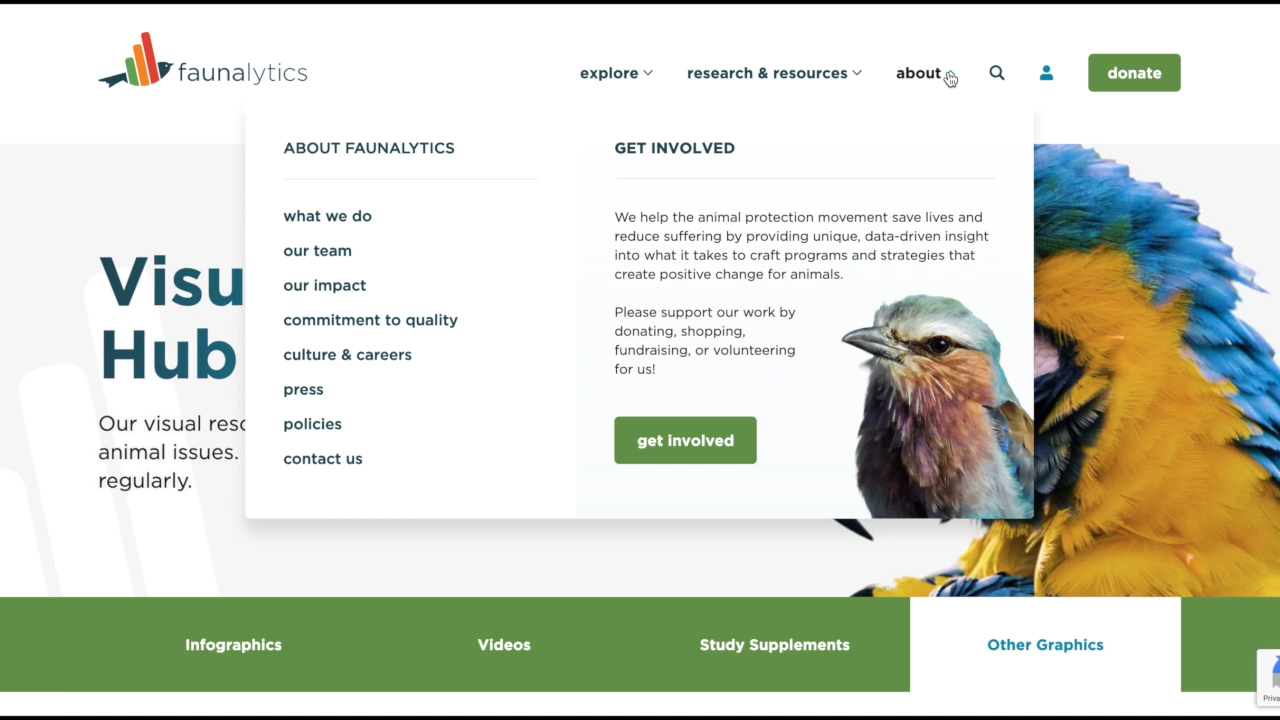 faunalytics
explore
research & resources
about
donate
ABOUT FAUNALYTICS
what we do
our team
our impact
commitment to quality
culture & careers
press
policies
contact us
GET INVOLVED
We help the animal protection movement save lives and
reduce suffering by providing unique, data-driven insight
into what it takes to craft programs and strategies that
create positive change for animals.
Please support our work by
donating, shopping,
fundraising, or volunteering
for us!
get involved
Hub
Our visual
animal issues.
regularly.
Infographics
Videos
Study Supplements
Other Graphics